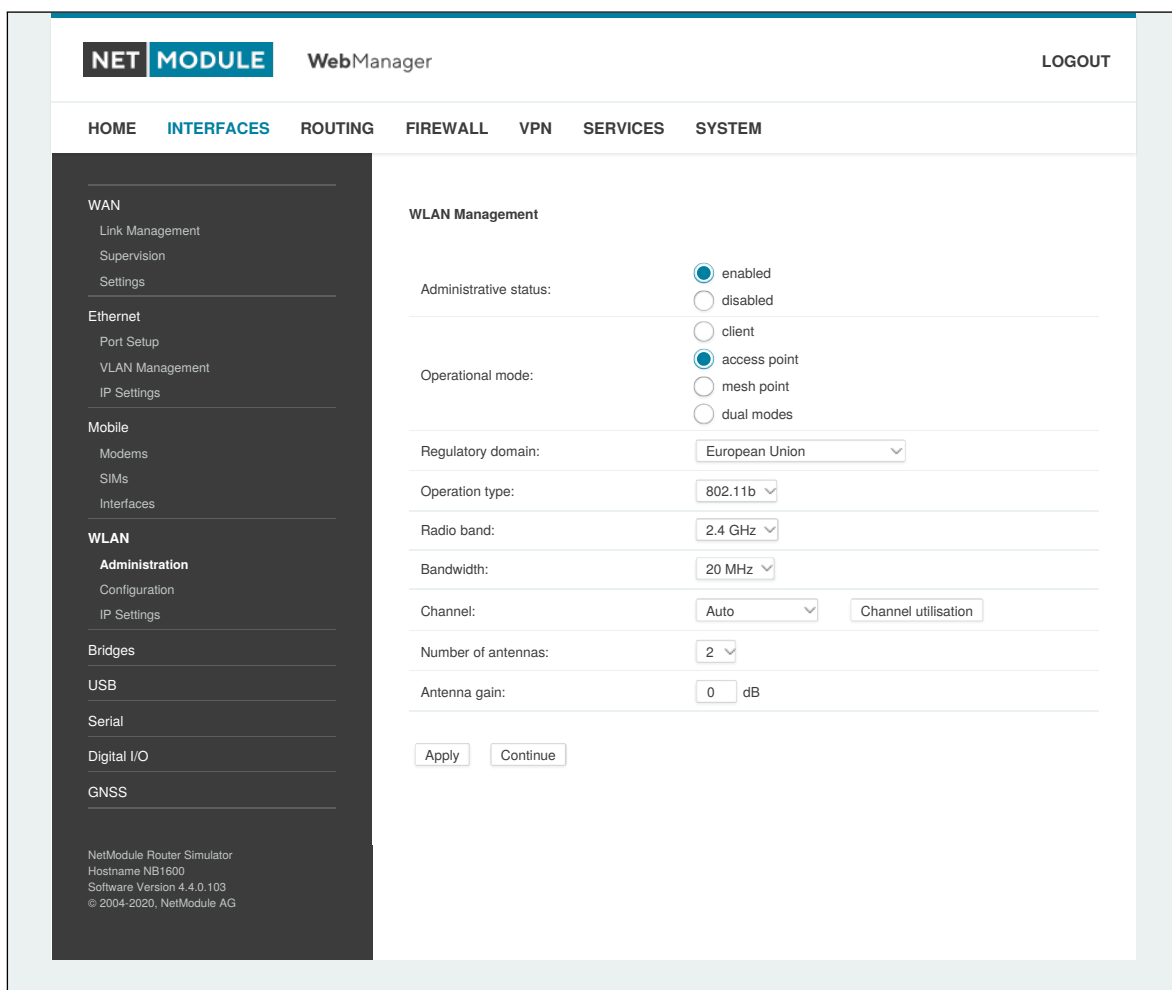 NET MODULE WebManager LOGOUT
HOME INTERFACES ROUTING FIREWALL VPN SERVICES SYSTEM
WAN
Link Management
Supervision
Settings
Ethernet
Port Setup
VLAN Management
IP Settings
Mobile
Modems
SIMs
Interfaces
WLAN
Administration
Configuration
IP Settings
Bridges
USB
Serial
Digital I/O
GNSS
NetModule Router Simulator
Hostname NB1600
Software Version 4.4.0.103
© 2004-2020, NetModule AG
WLAN Management
Administrative status:
enabled
disabled
Operational mode:
client
access point
mesh point
dual modes
Regulatory domain: European Union
Operation type: 802.11b
Radio band: 2.4 GHz
Bandwidth: 20 MHz
Channel: Auto Channel utilisation
Number of antennas: 2
Antenna gain: 0 dB
Apply Continue